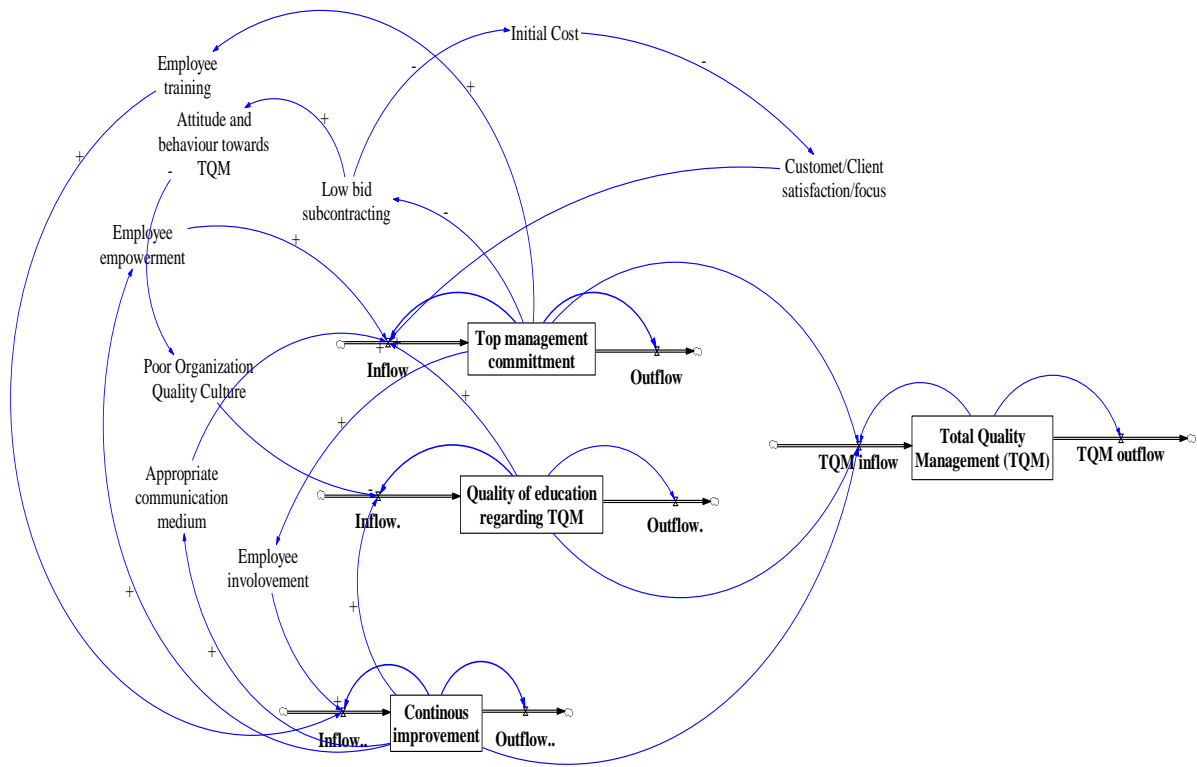 Initial Cost
-
-
Employee
training
+
+
Attitude and
behaviour towards
TQM
-
+
+
Customet/Client
satisfaction/focus
Low bid
subcontracting
-
Employee
empowerment
+
Top management
committment
+
+
Inflow
Outflow
Poor Organization
Quality Culture
+
+
Total Quality
Management (TQM)
TQM inflow
TQM outflow
Appropriate
communication
medium
-
Quality of education
regarding TQM
Inflow.
Outflow.
Employee
involovement
+
+
+
+
Continous
improvement
Inflow..
Outflow..